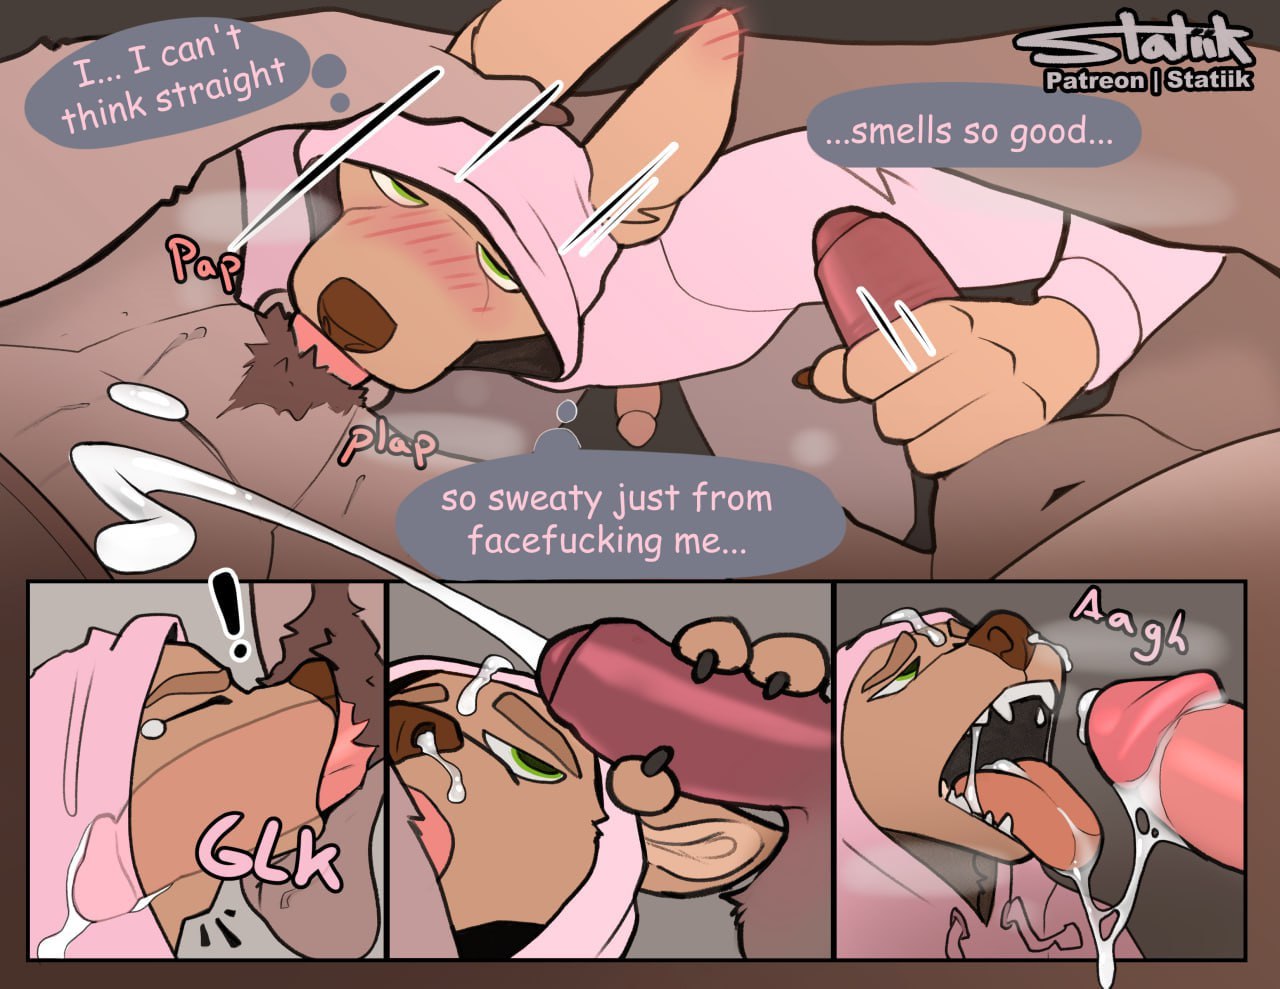 I... I can't
think straight
Statiik
Patreon | Statiik
...smells so good...
Pap
plap
so sweaty just from
facefucking me...
!
GLK
Aagh